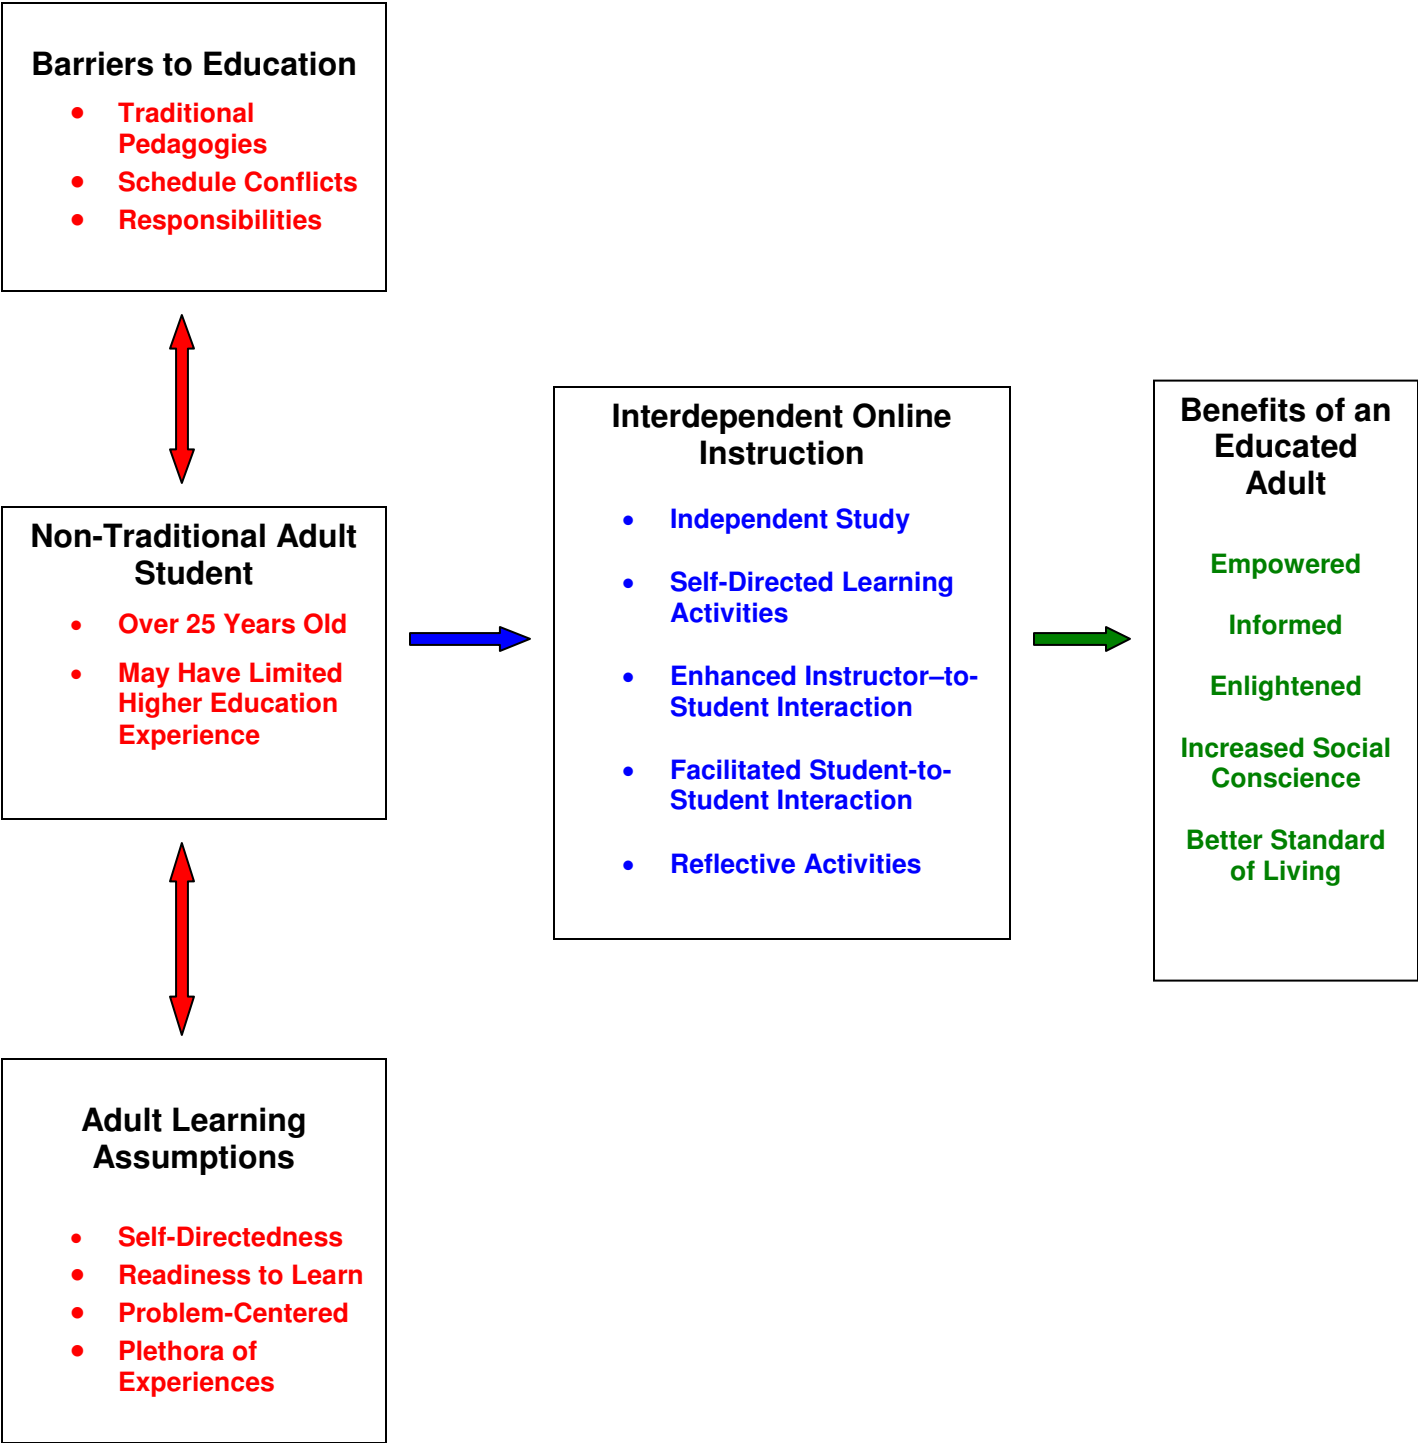 Barriers to Education
• Traditional
Pedagogies
• Schedule Conflicts
• Responsibilities
Non-Traditional Adult
Student
• Over 25 Years Old
• May Have Limited
Higher Education
Experience
Adult Learning
Assumptions
• Self-Directedness
• Readiness to Learn
• Problem-Centered
• Plethora of
Experiences
Interdependent Online
Instruction
• Independent Study
• Self-Directed Learning
Activities
• Enhanced Instructor–to-
Student Interaction
• Facilitated Student-to-
Student Interaction
• Reflective Activities
Benefits of an
Educated
Adult
Empowered
Informed
Enlightened
Increased Social
Conscience
Better Standard
of Living